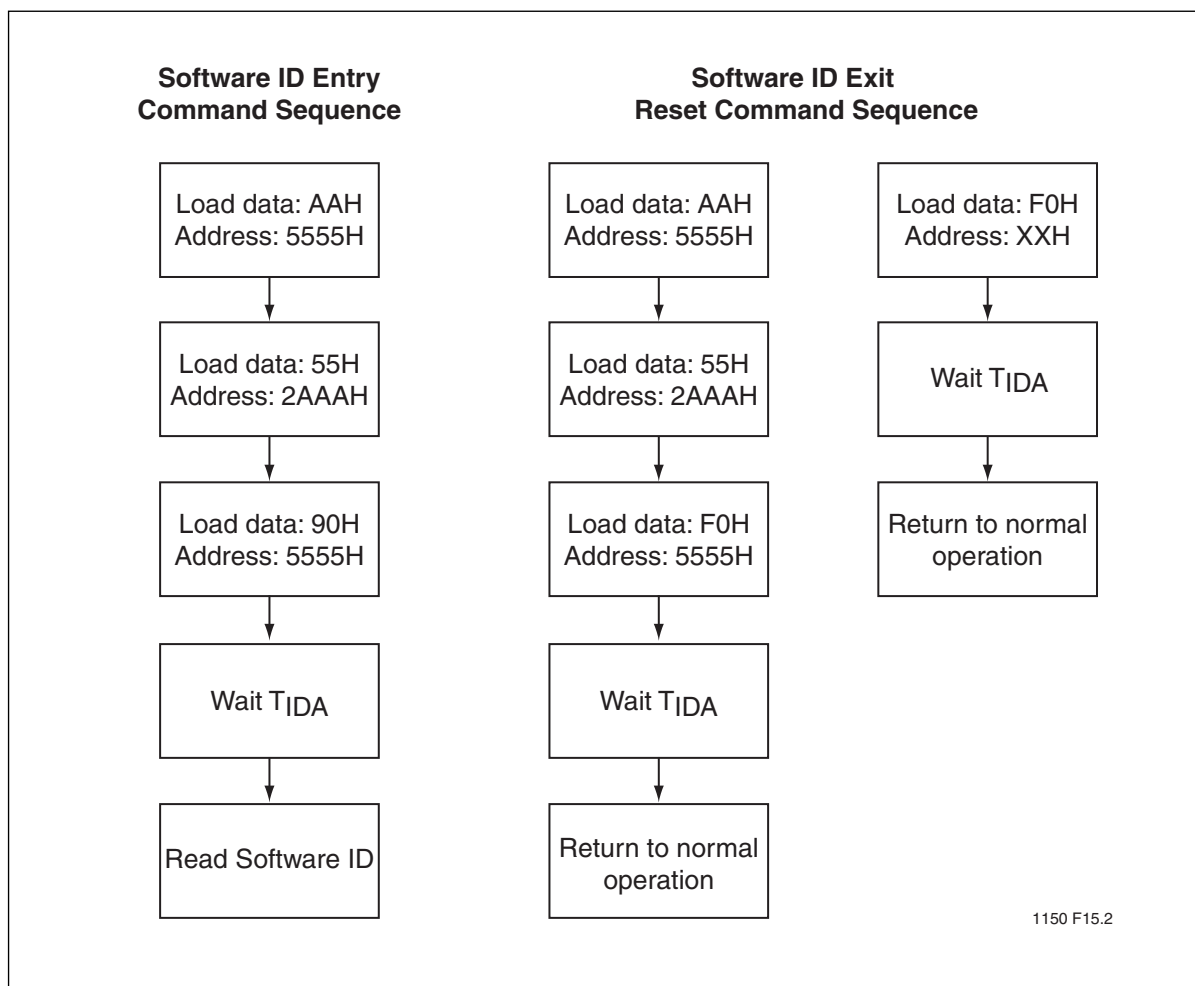 Software ID Entry
Command Sequence
Load data: AAH
Address: 5555H
Load data: 55H
Address: 2AAAH
Load data: 90H
Address: 5555H
Wait TIDA
Read Software ID
Software ID Exit
Reset Command Sequence
Load data: AAH
Address: 5555H
Load data: 55H
Address: 2AAAH
Load data: F0H
Address: 5555H
Wait TIDA
Return to normal
operation
Load data: F0H
Address: XXH
Wait TIDA
Return to normal
operation
1150 F15.2